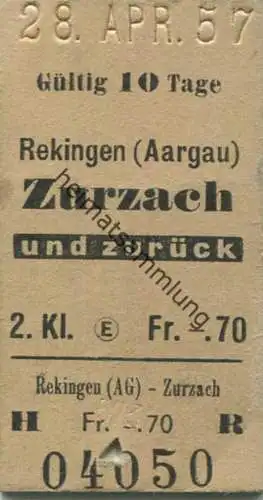 28. APR. 57
Gültig 10 Tage
Rekingen (Aargau)
Zurzach
und zurück
2. Kl. E Fr. -.70
Rekingen (AG) - Zurzach
H Fr. -.70 R
04050
heimatsammlung.de